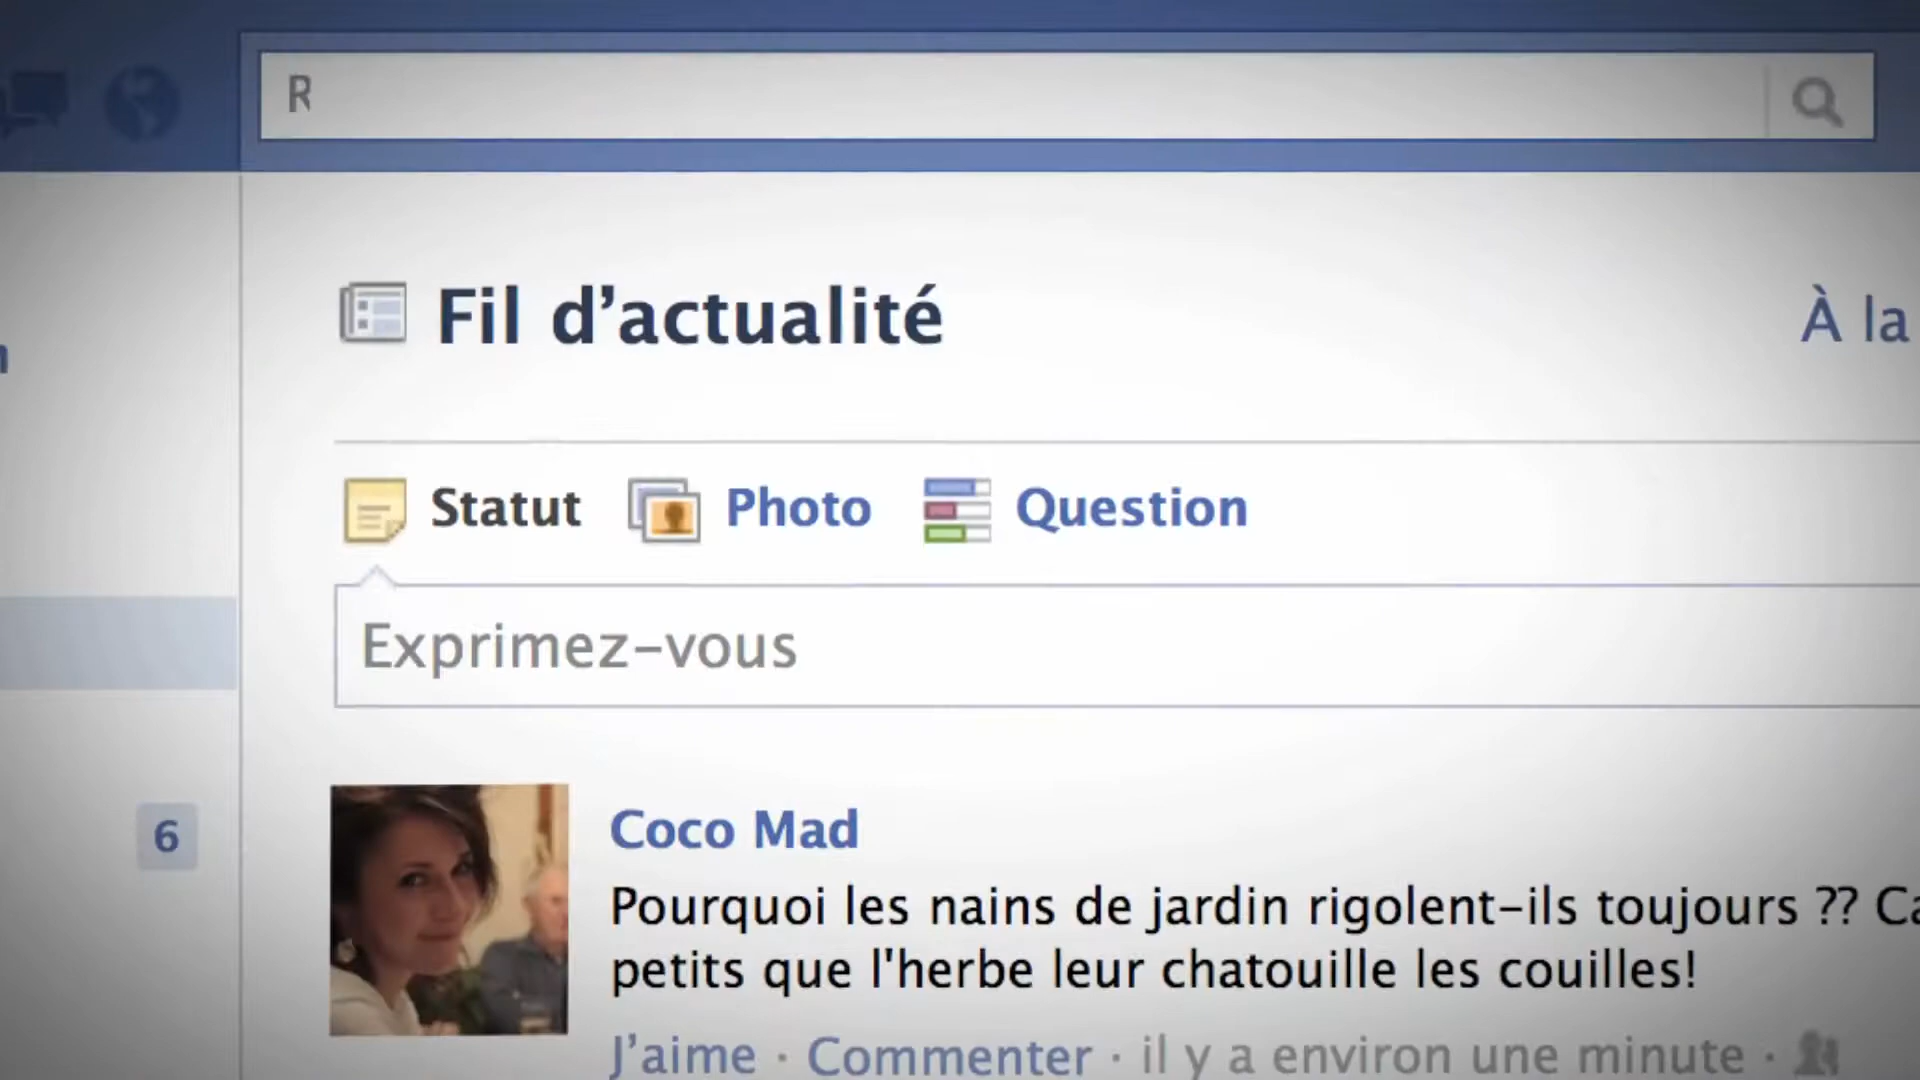 R
Fil d’actualité
À la
Statut Photo Question
Exprimez-vous
6
Coco Mad
Pourquoi les nains de jardin rigolent-ils toujours ??
petits que l'herbe leur chatouille les couilles!
J’aime · Commenter · il y a environ une minute ·